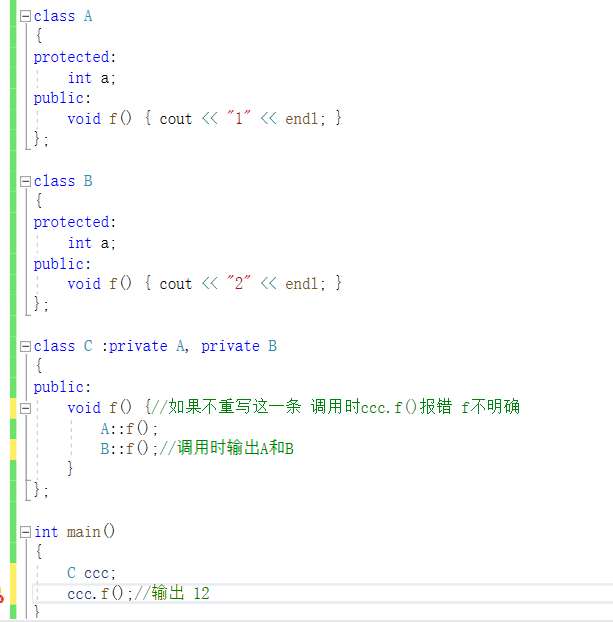 class A
{
protected:
int a;
public:
void f() { cout << "1" << endl; }
};
class B
{
protected:
int a;
public:
void f() { cout << "2" << endl; }
};
class C :private A, private B
{
public:
void f() {//如果不重写这一条 调用时ccc.f()报错 f不明确
A::f();
B::f();//调用时输出A和B
}
};
int main()
{
C ccc;
ccc.f();//输出 12
}